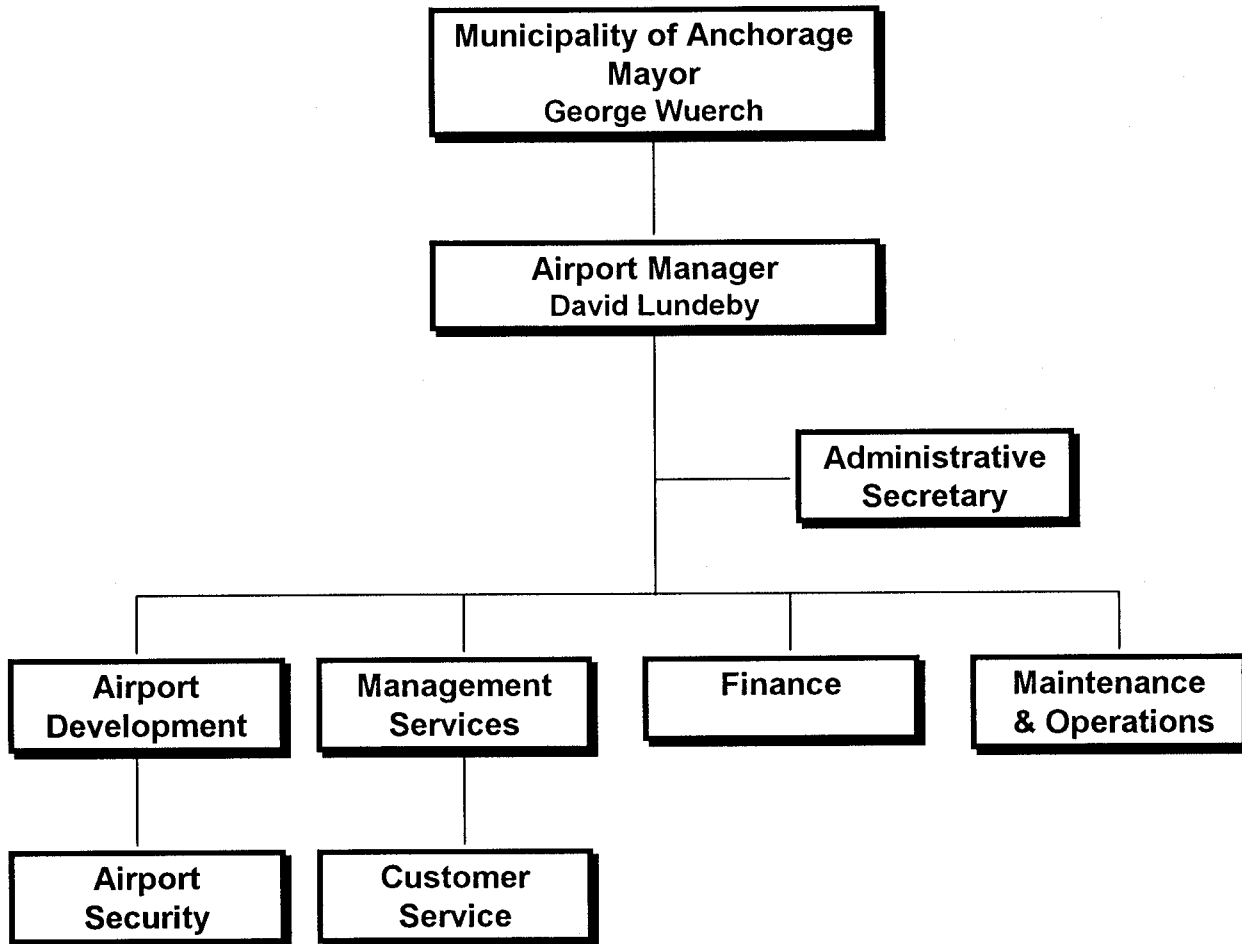 Municipality of Anchorage
Mayor
George Wuerch
Airport Manager
David Lundeby
Administrative
Secretary
Airport
Development
Management
Services
Finance
Maintenance
& Operations
Airport
Security
Customer
Service